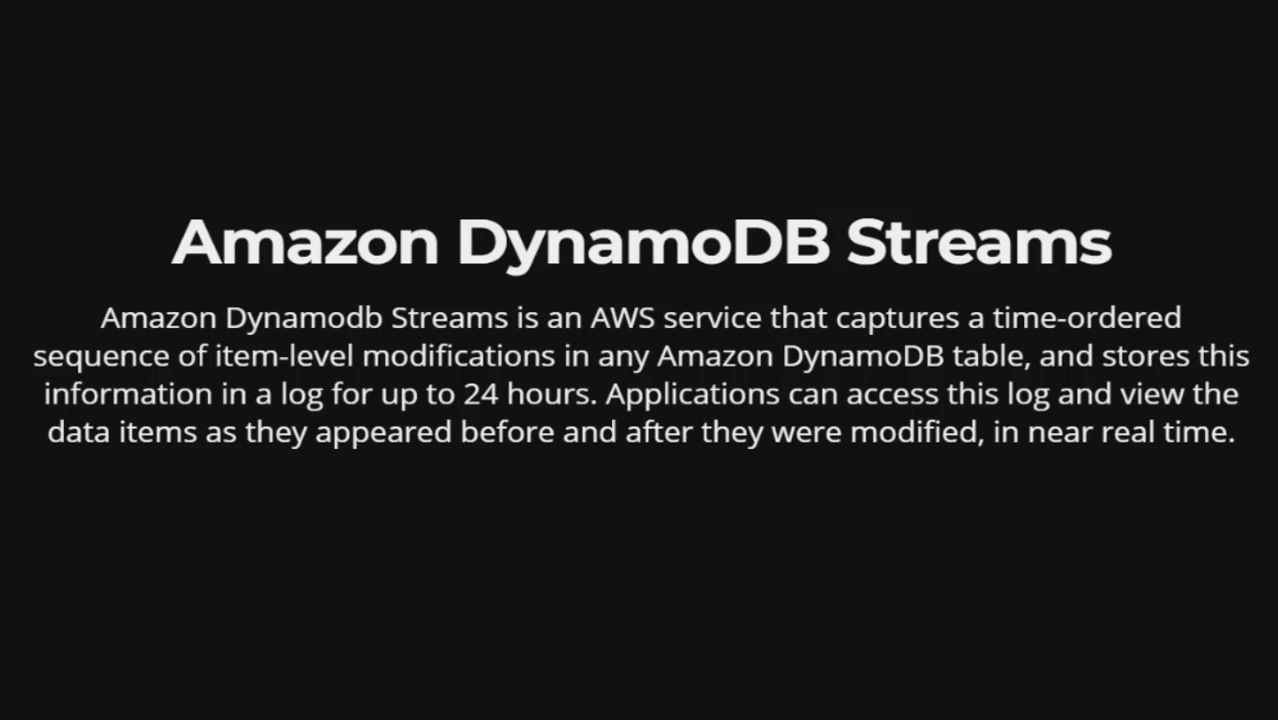 Amazon DynamoDB Streams
Amazon Dynamodb Streams is an AWS service that captures a time-ordered
sequence of item-level modifications in any Amazon DynamoDB table, and stores this
information in a log for up to 24 hours. Applications can access this log and view the
data items as they appeared before and after they were modified, in near real time.